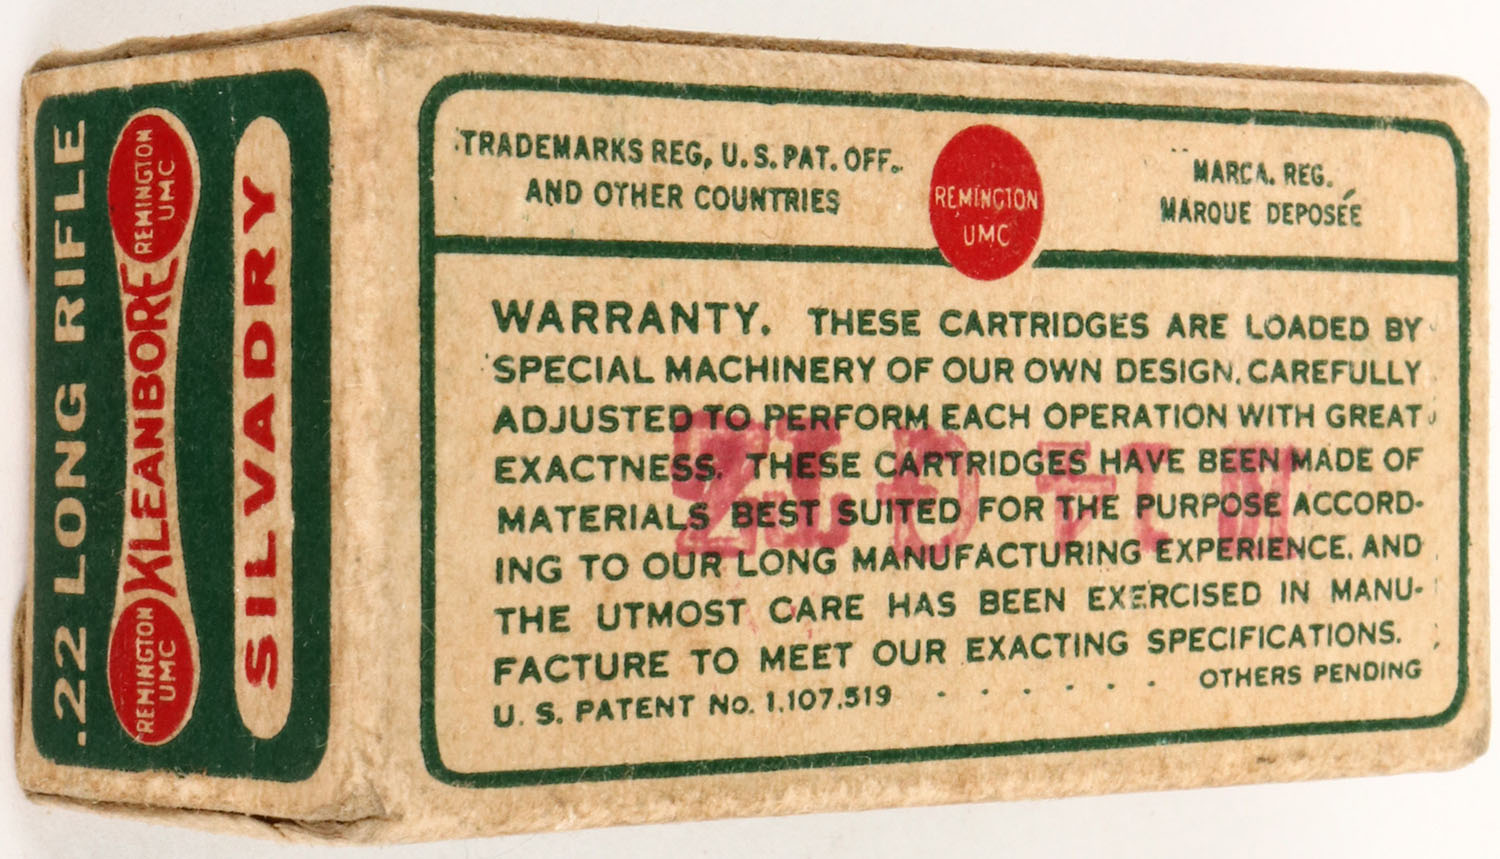 .22 LONG RIFLE
REMINGTON
UMC
KLEANBORE
REMINGTON
UMC
SILVADRY
TRADEMARKS REG, U. S. PAT. OFF.
AND OTHER COUNTRIES
REMINGTON
UMC
MARCA. REG.
MARQUE DEPOSÉE
WARRANTY. THESE CARTRIDGES ARE LOADED BY
SPECIAL MACHINERY OF OUR OWN DESIGN, CAREFULLY
ADJUSTED TO PERFORM EACH OPERATION WITH GREAT
EXACTNESS. THESE CARTRIDGES HAVE BEEN MADE OF
MATERIALS BEST SUITED FOR THE PURPOSE ACCORD-
ING TO OUR LONG MANUFACTURING EXPERIENCE, AND
THE UTMOST CARE HAS BEEN EXERCISED IN MANU-
FACTURE TO MEET OUR EXACTING SPECIFICATIONS.
U. S. PATENT No. 1,107,519 . . . . . . OTHERS PENDING